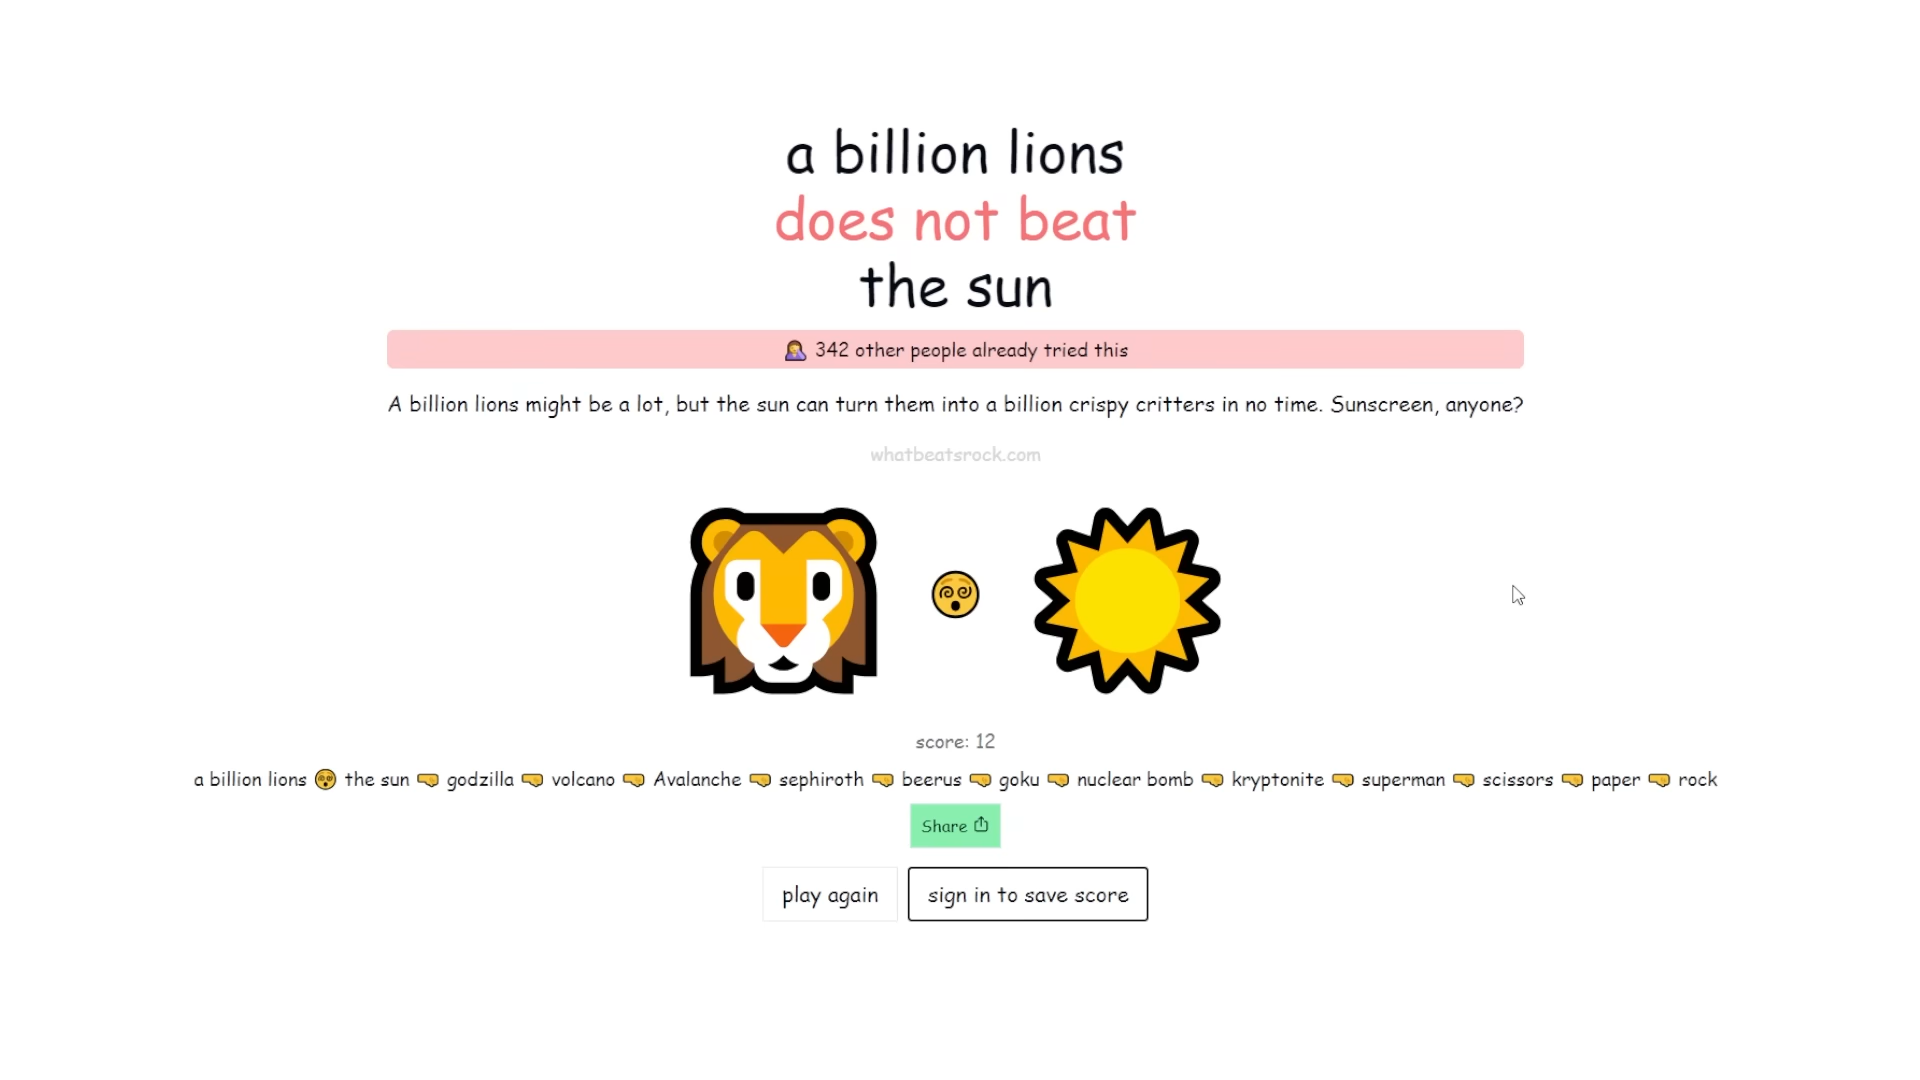 a billion lions
does not beat
the sun
🤦‍♀️ 342 other people already tried this
A billion lions might be a lot, but the sun can turn them into a billion crispy critters in no time. Sunscreen, anyone?
whatbeatsrock.com
score: 12
a billion lions 😵‍💫 the sun 🤜 godzilla 🤜 volcano 🤜 Avalanche 🤜 sephiroth 🤜 beerus 🤜 goku 🤜 nuclear bomb 🤜 kryptonite 🤜 superman 🤜 scissors 🤜 paper 🤜 rock
Share
play again sign in to save score